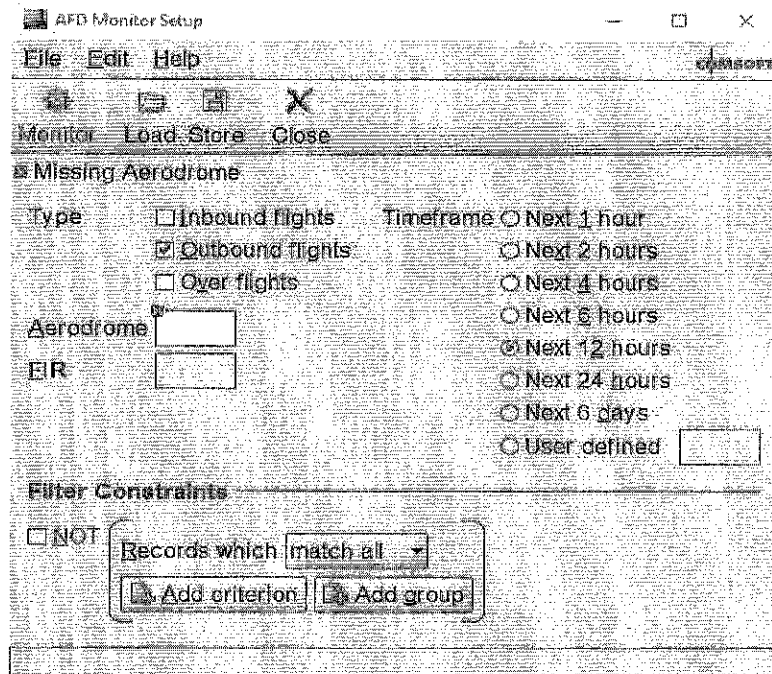 AFD Monitor Setup
File Edit Help
COMSOFT
Monitor Load Store Close
Missing Aerodrome
Type Inbound flights Timeframe Next 1 hour
Outbound flights Next 2 hours
Over flights Next 4 hours
Next 6 hours
Aerodrome
Next 12 hours
FIR
Next 24 hours
Next 6 days
User defined
Filter Constraints
NOT
Records which match all
Add criterion Add group